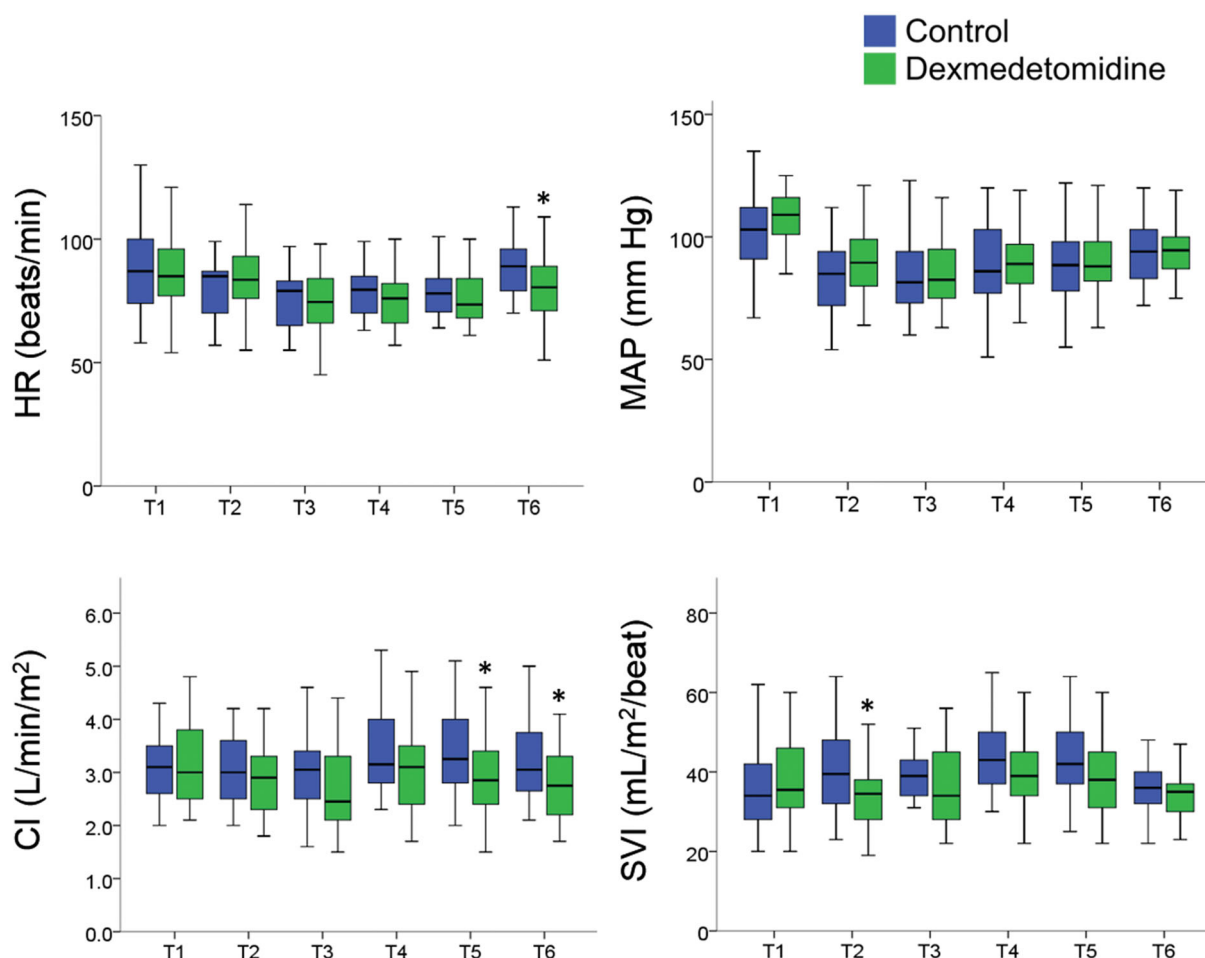 Control
Dexmedetomidine
HR (beats/min)
150
100
50
0
*
T1 T2 T3 T4 T5 T6
MAP (mm Hg)
150
100
50
0
T1 T2 T3 T4 T5 T6
CI (L/min/m²)
6.0
5.0
4.0
3.0
2.0
1.0
0.0
* *
T1 T2 T3 T4 T5 T6
SVI (mL/m²/beat)
80
60
40
20
0
*
T1 T2 T3 T4 T5 T6